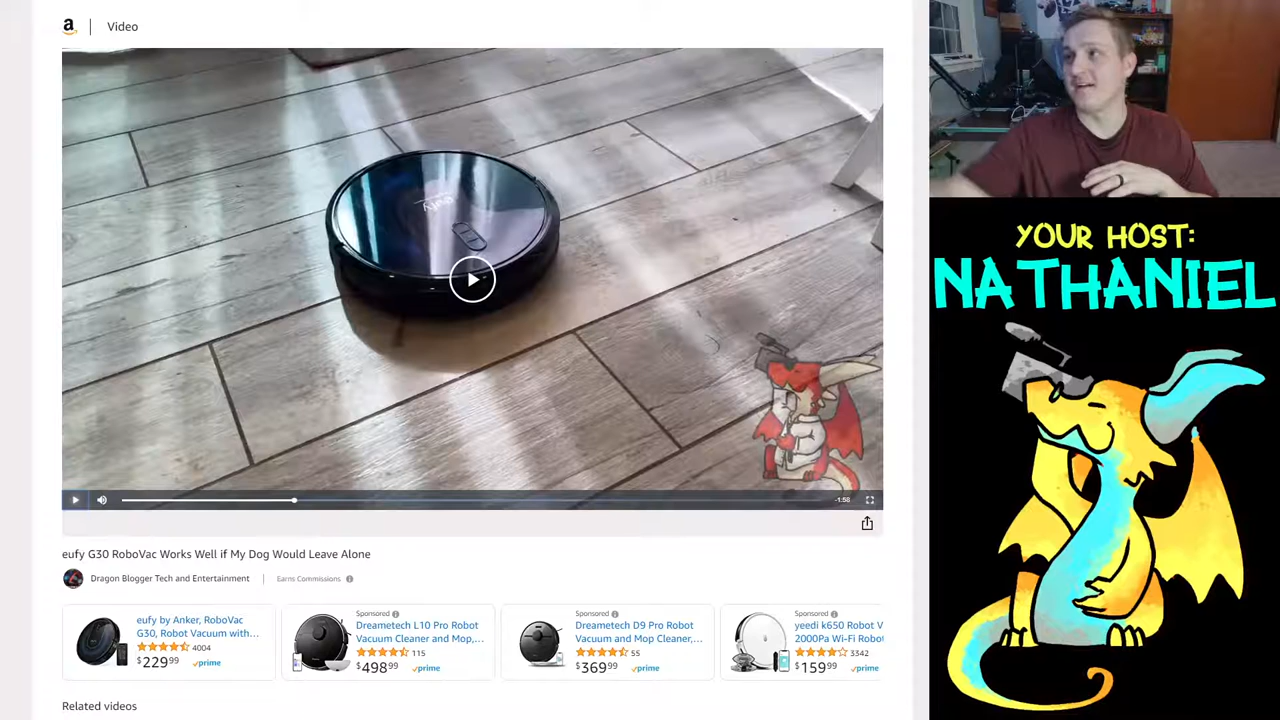 a
Video
eufy
-1:58
eufy G30 RoboVac Works Well if My Dog Would Leave Alone
Dragon Blogger Tech and Entertainment
Earns Commissions
eufy by Anker, RoboVac
G30, Robot Vacuum with...
4004
$229.99
prime
Sponsored
Dreametech L10 Pro Robot
Vacuum Cleaner and Mop,...
115
$498.99
prime
Sponsored
Dreametech D9 Pro Robot
Vacuum and Mop Cleaner,...
55
$369.99
prime
Sponsored
yeedi k650 Robot V
2000Pa Wi-Fi Robot
3342
$159.99
prime
Related videos
YOUR HOST:
NATHANIEL